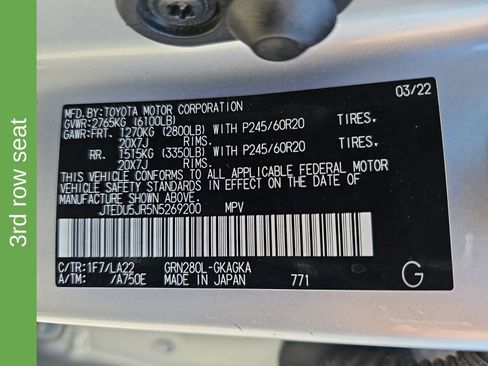 3rd row seat
MFD. BY: TOYOTA MOTOR CORPORATION 03/22
GVWR: 2765KG (6100LB)
GAWR: FRT. 1270KG (2800LB) WITH P245/60R20 TIRES.
20X7J RIMS.
RR. 1515KG (3350LB) WITH P245/60R20 TIRES.
20X7J RIMS.
THIS VEHICLE CONFORMS TO ALL APPLICABLE FEDERAL MOTOR
VEHICLE SAFETY STANDARDS IN EFFECT ON THE DATE OF
MANUFACTURE SHOWN ABOVE.
JTEDU5JR5N5269200 MPV
C/TR: 1F7/LA22 GRN280L-GKAGKA
A/TM: /A750E MADE IN JAPAN 771 G